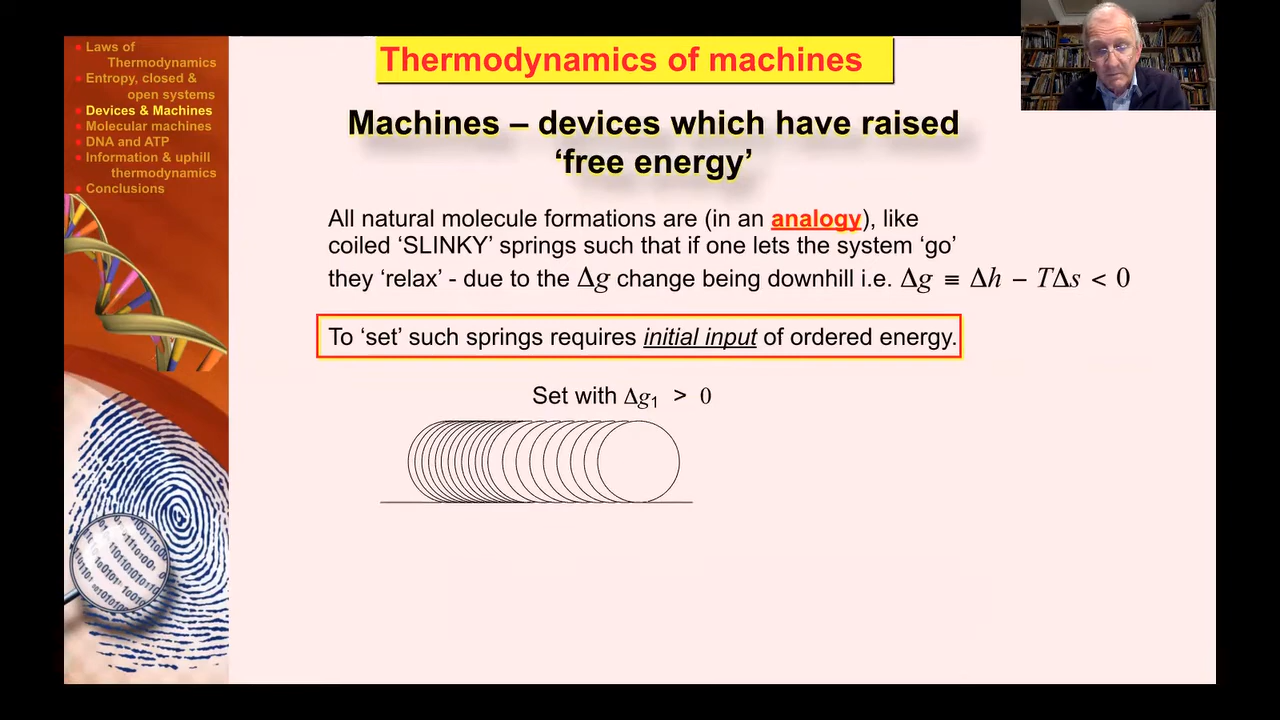 Laws of
Thermodynamics
Entropy, closed &
open systems
Devices & Machines
Molecular machines
DNA and ATP
Information & uphill
thermodynamics
Conclusions
Thermodynamics of machines
Machines – devices which have raised
‘free energy’
All natural molecule formations are (in an analogy), like
coiled ‘SLINKY’ springs such that if one lets the system ‘go’
they ‘relax’ - due to the Δg change being downhill i.e. Δg ≡ Δh − TΔs < 0
To ‘set’ such springs requires initial input of ordered energy.
Set with Δg₁ > 0